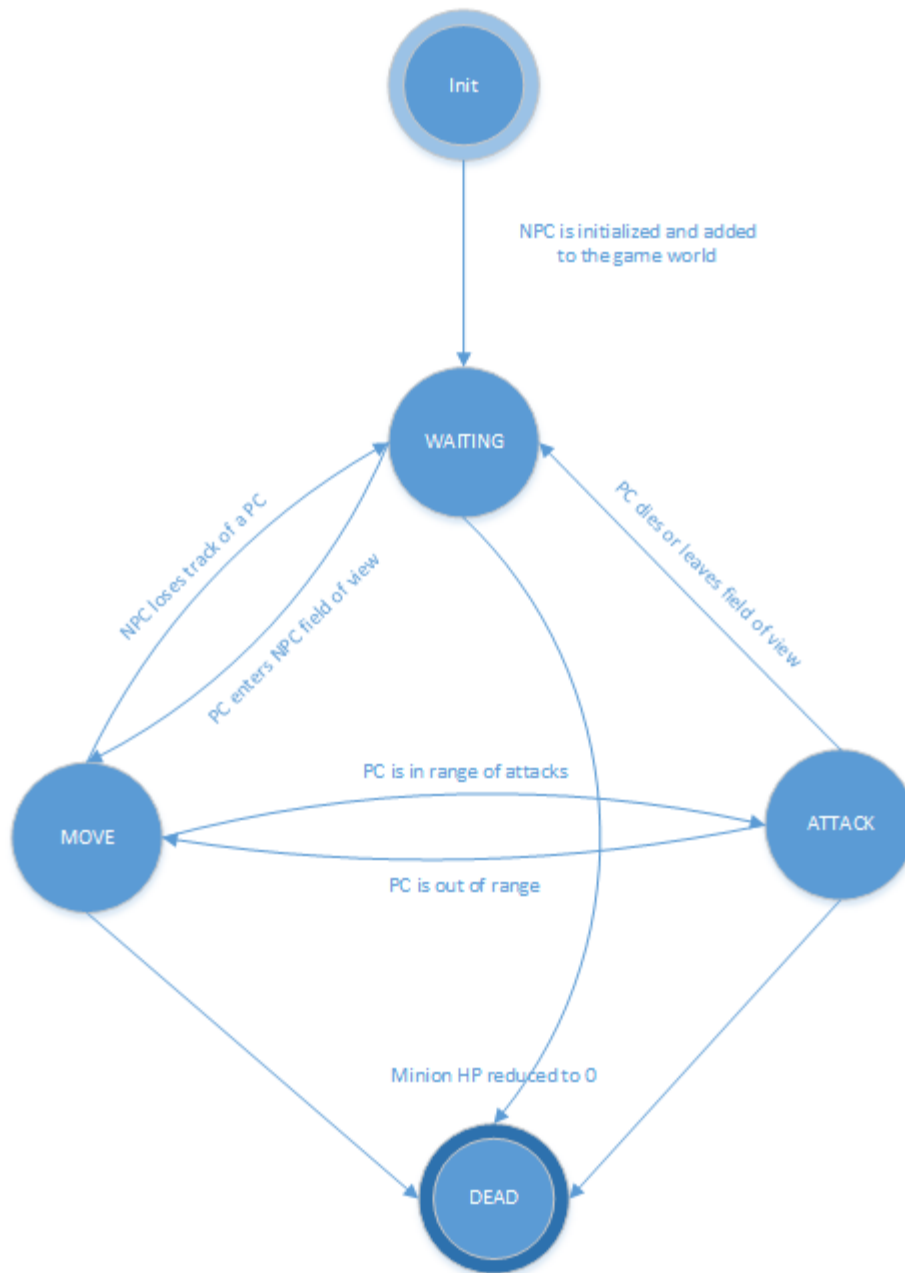 Init
NPC is initialized and added
to the game world
WAITING
NPC loses track of a PC
PC enters NPC field of view
PC dies or leaves field of view
PC is in range of attacks
MOVE
ATTACK
PC is out of range
Minion HP reduced to 0
DEAD